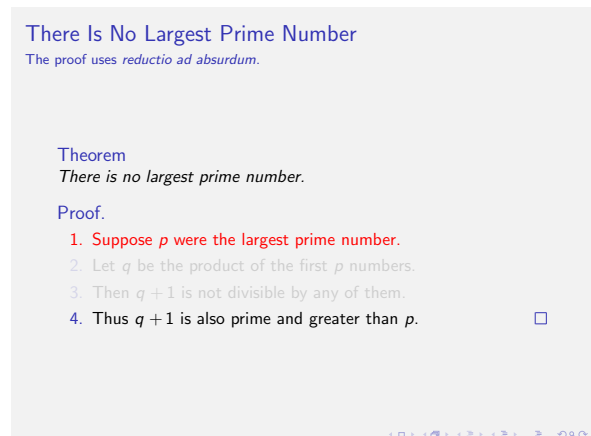 There Is No Largest Prime Number
The proof uses reductio ad absurdum.
Theorem
There is no largest prime number.
Proof.
1. Suppose p were the largest prime number.
2. Let q be the product of the first p numbers.
3. Then q + 1 is not divisible by any of them.
4. Thus q + 1 is also prime and greater than p. □